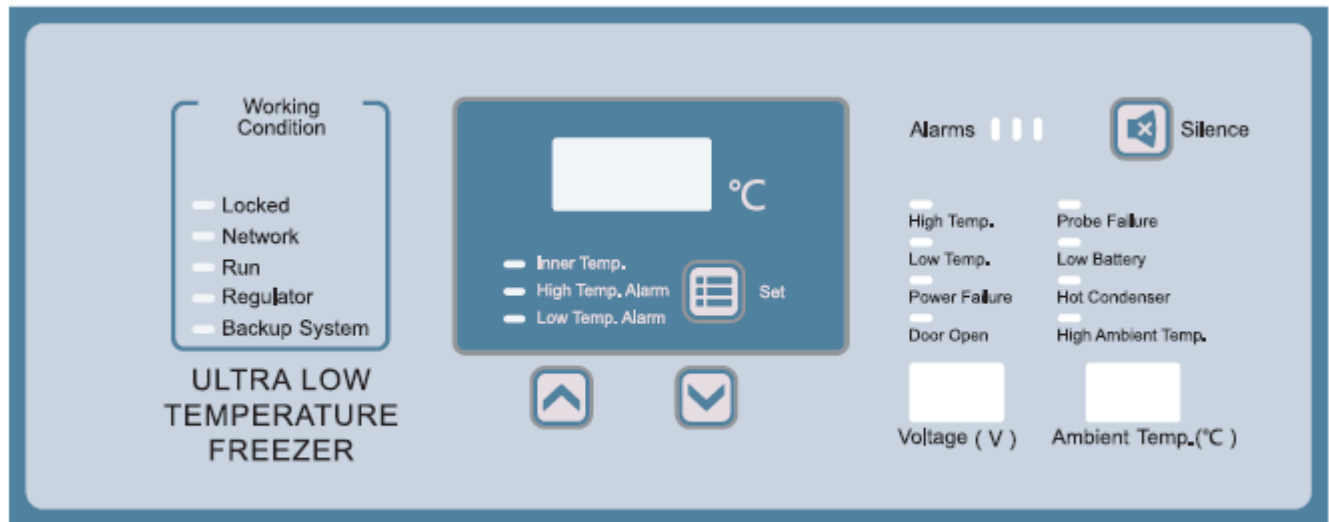 Working
Condition
Locked
Network
Run
Regulator
Backup System
ULTRA LOW
TEMPERATURE
FREEZER
°C
Inner Temp.
High Temp. Alarm
Low Temp. Alarm
Set
Alarms
Silence
High Temp.
Probe Failure
Low Temp.
Low Battery
Power Failure
Hot Condenser
Door Open
High Ambient Temp.
Voltage ( V )
Ambient Temp.(℃ )